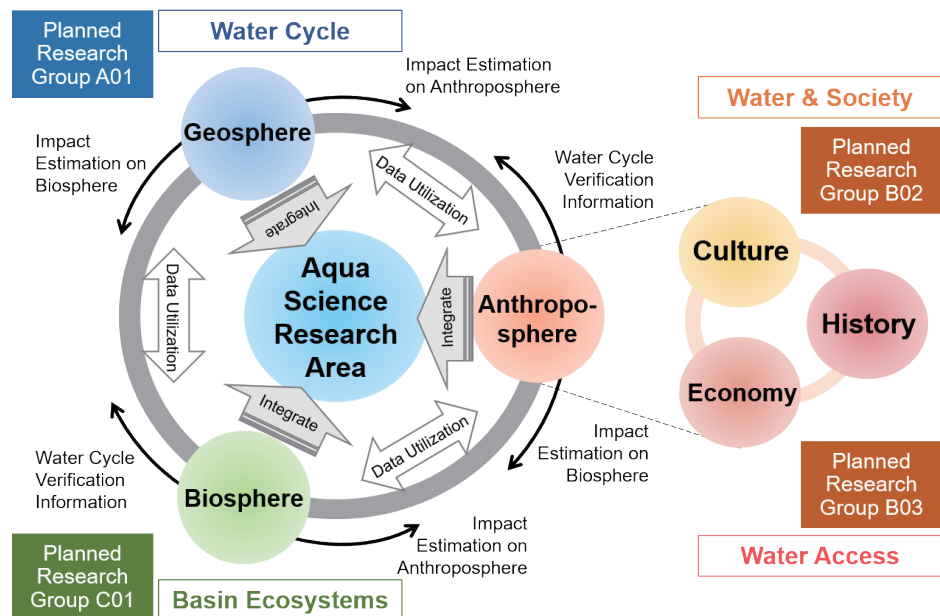 Planned
Research
Group A01
Water Cycle
Impact Estimation
on Anthroposphere
Water & Society
Geosphere
Impact
Estimation on
Biosphere
Data Utilization
Water Cycle
Verification
Information
Planned
Research
Group B02
Integrate
Culture
Aqua
Science
Research
Area
Data Utilization
Integrate
Anthropo-
sphere
History
Economy
Integrate
Data Utilization
Impact
Estimation on
Biosphere
Water Cycle
Verification
Information
Biosphere
Planned
Research
Group B03
Impact
Estimation on
Anthroposphere
Planned
Research
Group C01
Basin Ecosystems
Water Access